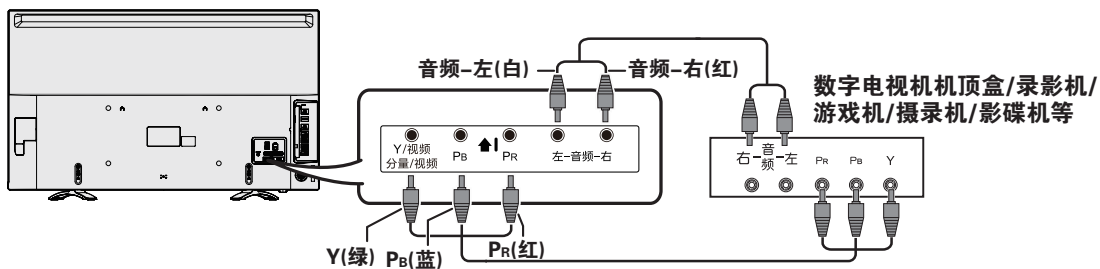 音频–左(白)
音频–右(红)
数字电视机机顶盒/录影机/
游戏机/摄录机/影碟机等
Y/视频
分量/视频
PB
PR
左-音频-右
右-音频-左
PR
PB
Y
Y(绿)
PB(蓝)
PR(红)